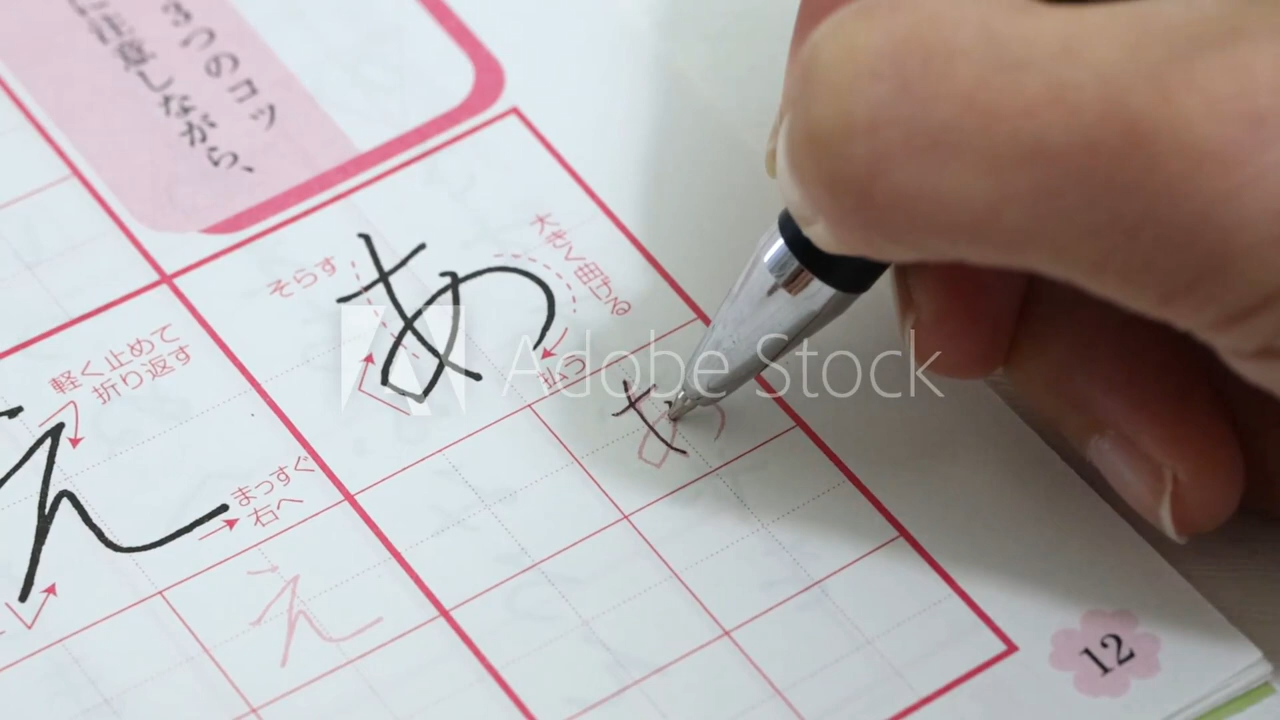 3つのコツ
に注意しながら、
あ
そらす
大きく曲げる
払う
あ
え
軽く止めて
折り返す
まっすぐ
右へ
え
12
Adobe Stock